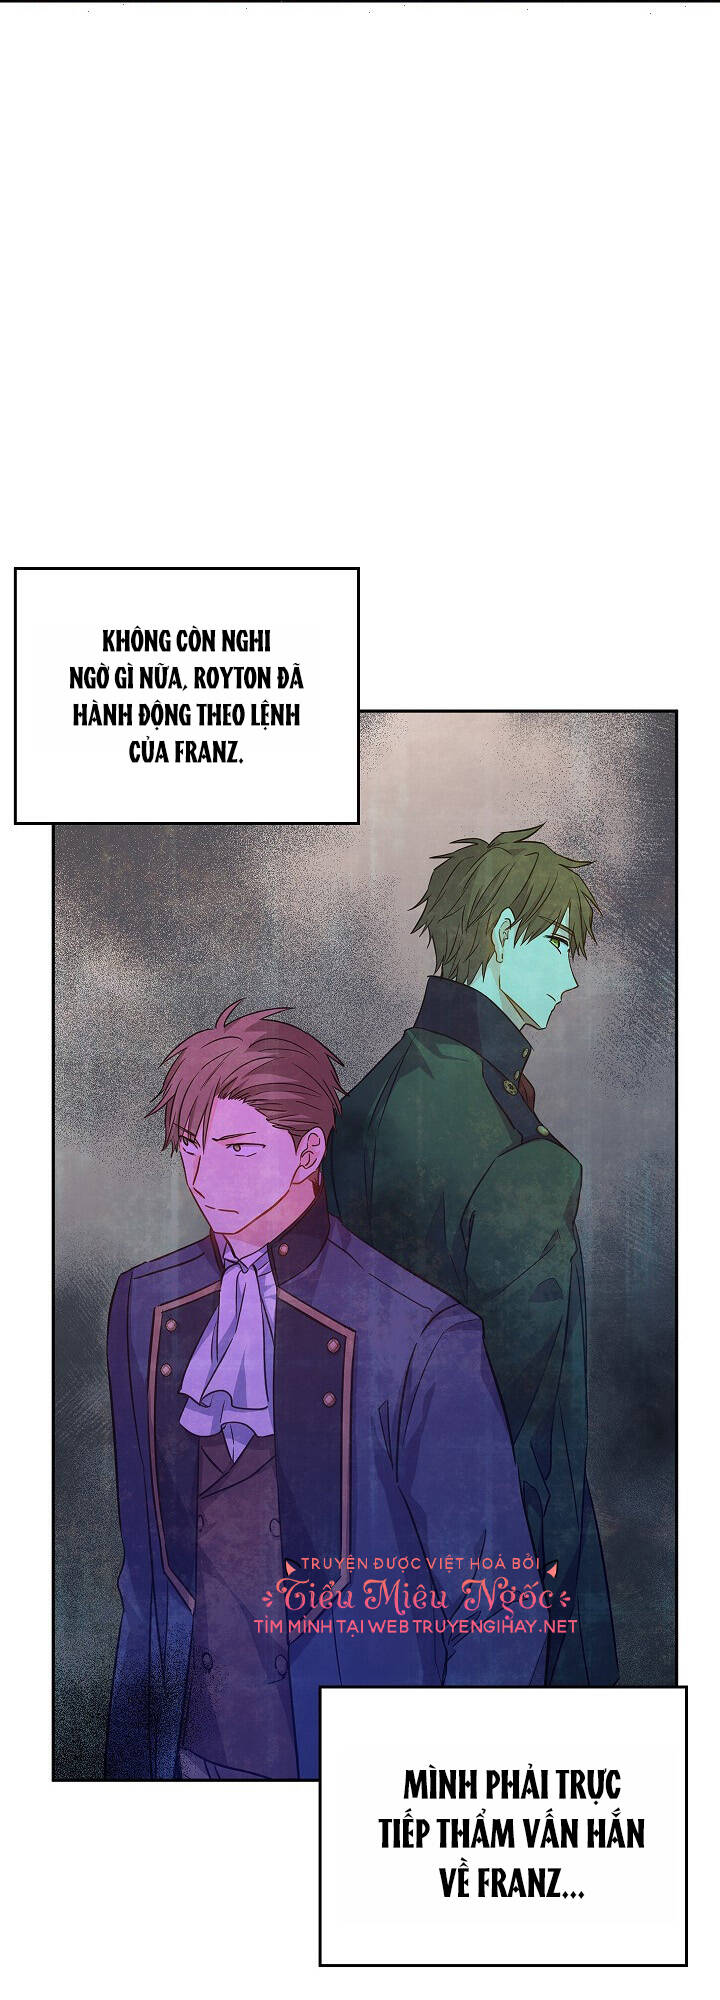 KHÔNG CÒN NGHI
NGỜ GÌ NỮA, ROYTON ĐÃ
HÀNH ĐỘNG THEO LỆNH
CỦA FRANZ.
TRUYỆN ĐƯỢC VIỆT HOÁ BỞI
TIỂU MIÊU NGỐC
TÌM MÌNH TẠI WEB TRUYENGIHAY.NET
MÌNH PHẢI TRỰC
TIẾP THẨM VẤN HẮN
VỀ FRANZ...